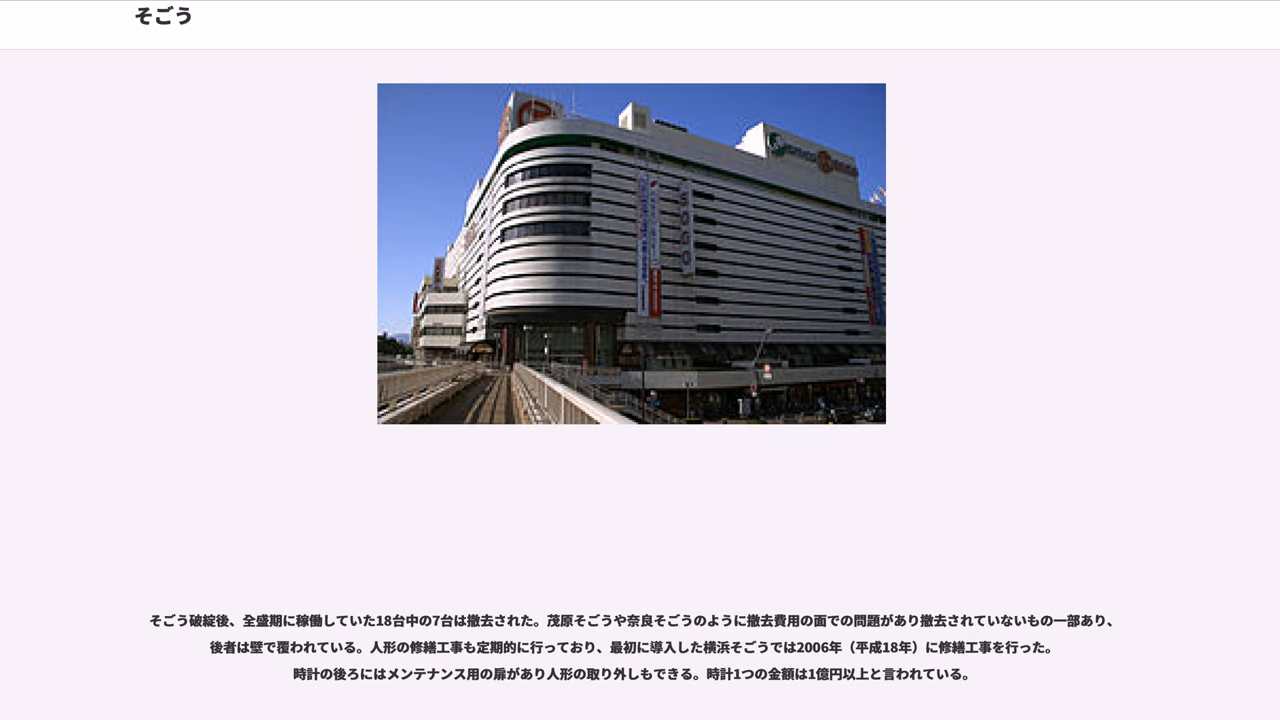 そごう
SOGO
そごう破綻後、全盛期に稼働していた18台中の7台は撤去された。茂原そごうや奈良そごうのように撤去費用の面での問題があり撤去されていないもの一部あり、
後者は壁で覆われている。人形の修繕工事も定期的に行っており、最初に導入した横浜そごうでは2006年（平成18年）に修繕工事を行った。
時計の後ろにはメンテナンス用の扉があり人形の取り外しもできる。時計1つの金額は1億円以上と言われている。